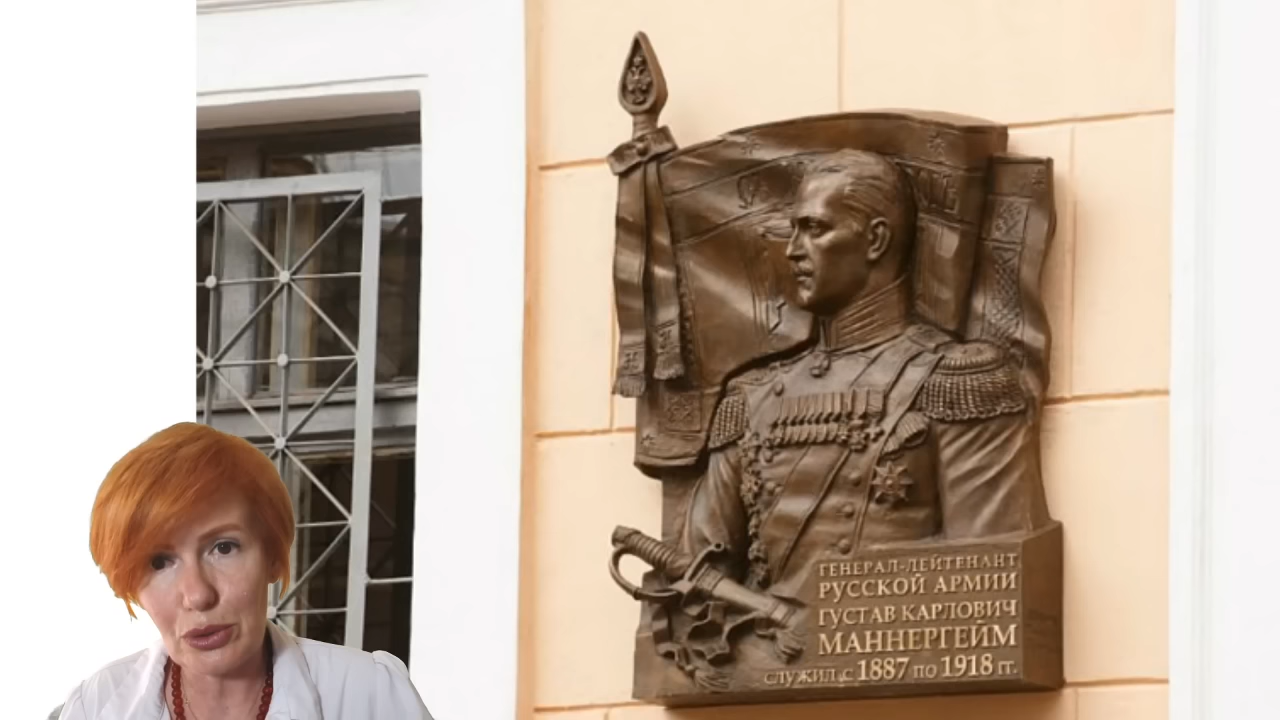 ГЕНЕРАЛ-ЛЕЙТЕНАНТ
РУССКОЙ АРМИИ
ГУСТАВ КАРЛОВИЧ
МАННЕРГЕЙМ
СЛУЖИЛ С 1887 ПО 1918 ГГ.